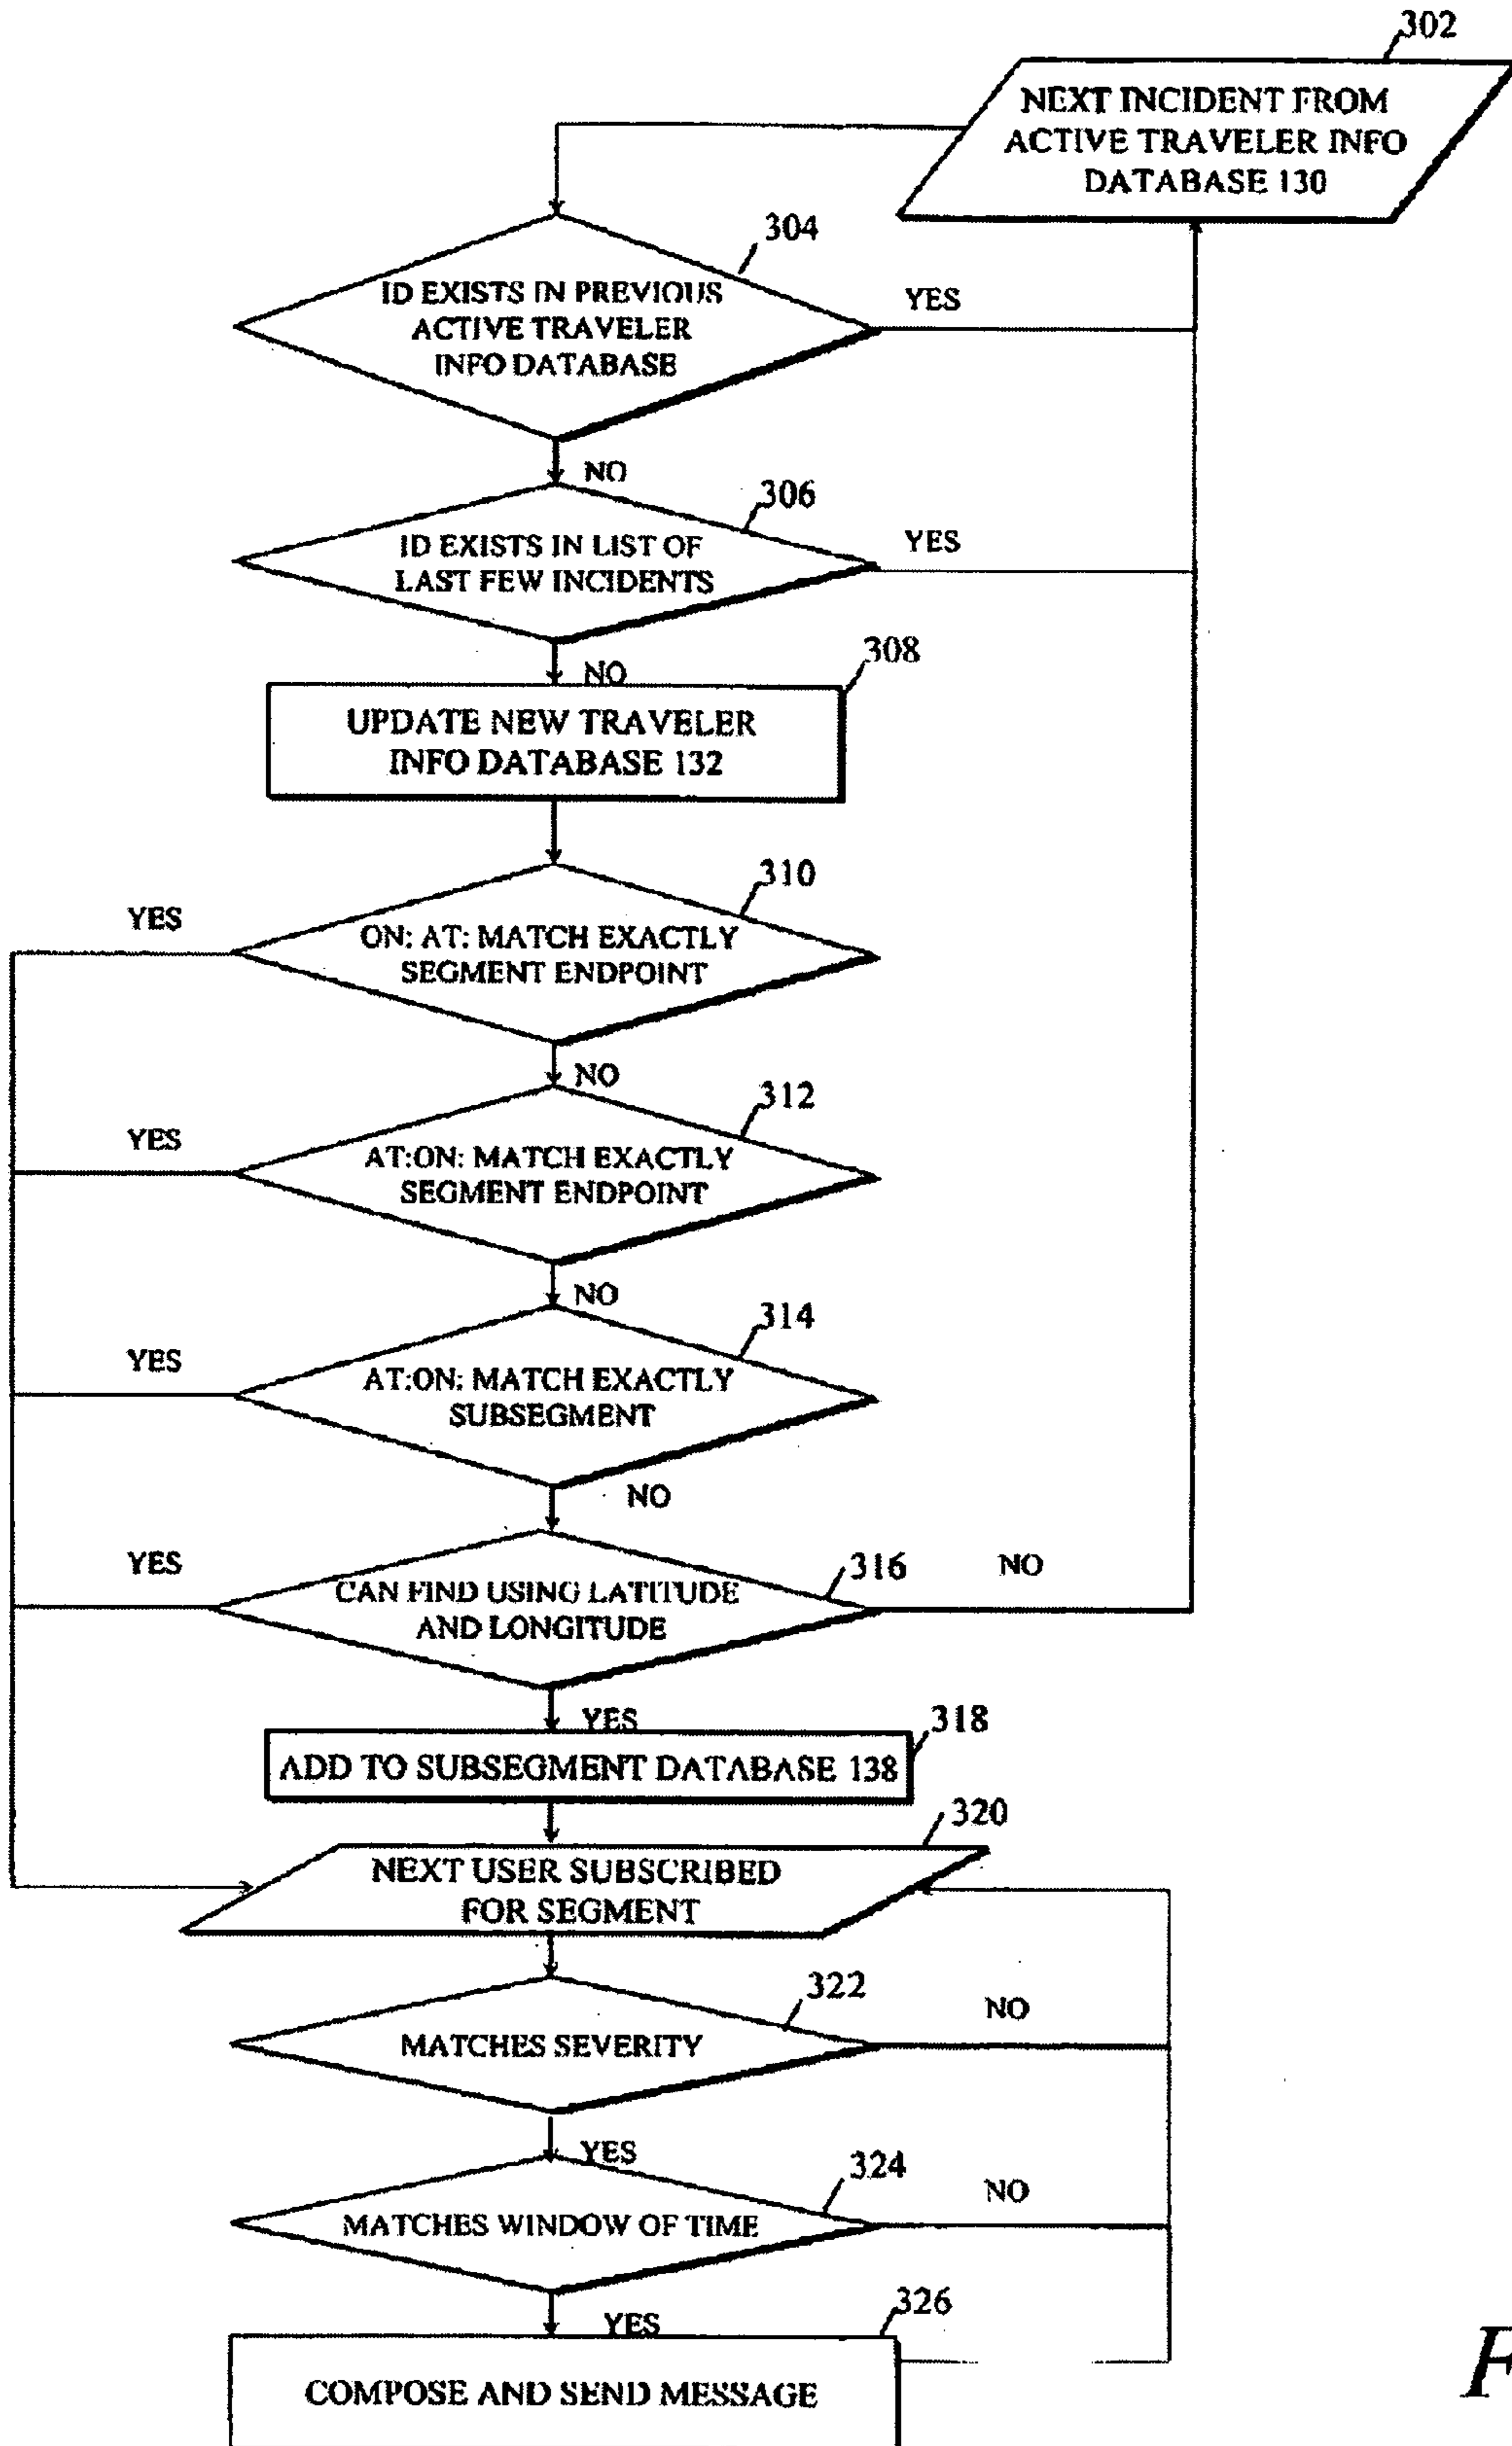 302
NEXT INCIDENT FROM
ACTIVE TRAVELER INFO
DATABASE 130
304
ID EXISTS IN PREVIOUS
ACTIVE TRAVELER
INFO DATABASE
YES
NO
306
ID EXISTS IN LIST OF
LAST FEW INCIDENTS
YES
NO
308
UPDATE NEW TRAVELER
INFO DATABASE 132
310
YES
ON: AT: MATCH EXACTLY
SEGMENT ENDPOINT
NO
312
YES
AT:ON: MATCH EXACTLY
SEGMENT ENDPOINT
NO
314
YES
AT:ON: MATCH EXACTLY
SUBSEGMENT
NO
YES
316
NO
CAN FIND USING LATITUDE
AND LONGITUDE
YES
318
ADD TO SUBSEGMENT DATABASE 138
320
NEXT USER SUBSCRIBED
FOR SEGMENT
322
NO
MATCHES SEVERITY
YES
324
NO
MATCHES WINDOW OF TIME
YES
326
COMPOSE AND SEND MESSAGE
F